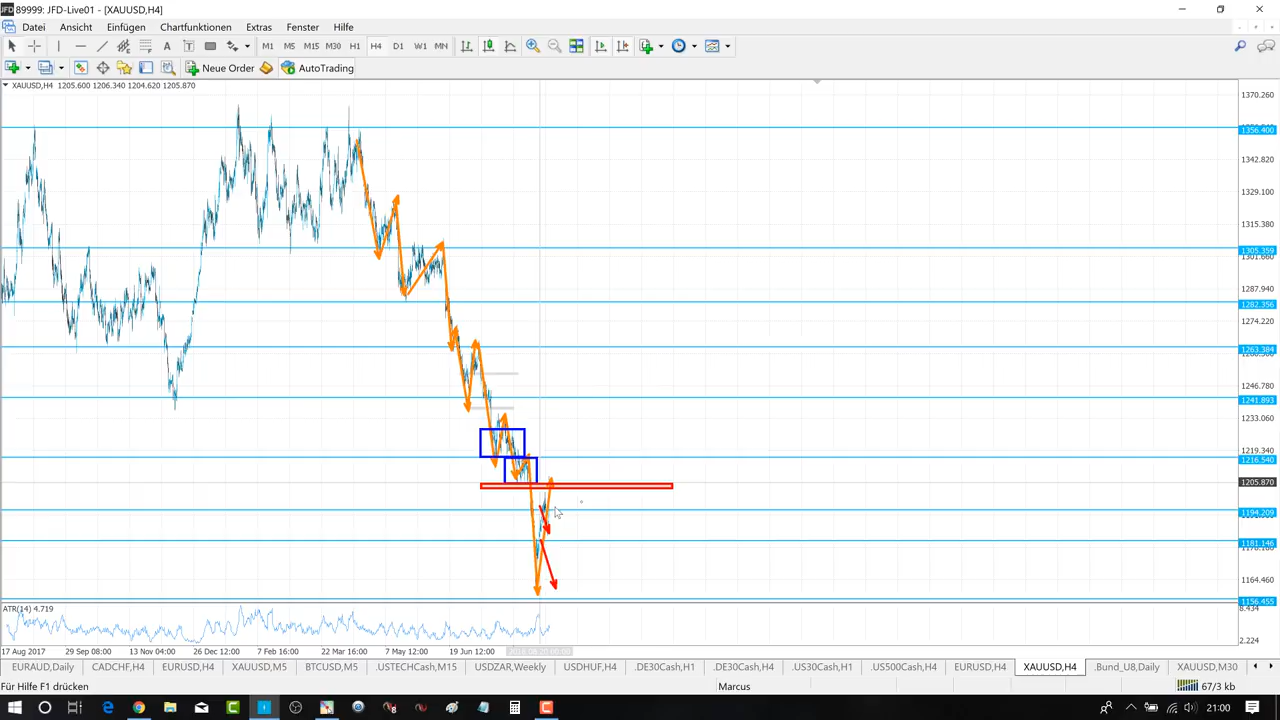 JFD 89999: JFD-Live01 - [XAUUSD,H4]
Datei Ansicht Einfügen Chartfunktionen Extras Fenster Hilfe
A T M1 M5 M15 M30 H1 H4 D1 W1 MN
New Order AutoTrading
XAUUSD,H4 1205.600 1206.340 1204.620 1205.870
1370.260
1356.400
1342.820
1329.100
1315.380
1305.359
1301.660
1287.940
1282.356
1274.220
1263.384
1246.780
1241.893
1233.060
1219.340
1216.540
1205.870
1194.209
1181.146
1164.460
1156.455
ATR(14) 4.719
8.434
2.224
17 Aug 2017 29 Sep 08:00 13 Nov 04:00 26 Dec 12:00 7 Feb 16:00 22 Mar 16:00 7 May 12:00 19 Jun 12:00 2018.08.20 00:00
EURAUD,Daily CADCHF,H4 EURUSD,H4 XAUUSD,M5 BTCUSD,M5 .USTECHCash,M15 USDZAR,Weekly USDHUF,H4 .DE30Cash,H1 .DE30Cash,H4 .US30Cash,H1 .US500Cash,H4 EURUSD,H4 XAUUSD,H4 .Bund_U8,Daily XAUUSD,M30
Für Hilfe F1 drücken Marcus 67/3 kb
21:00